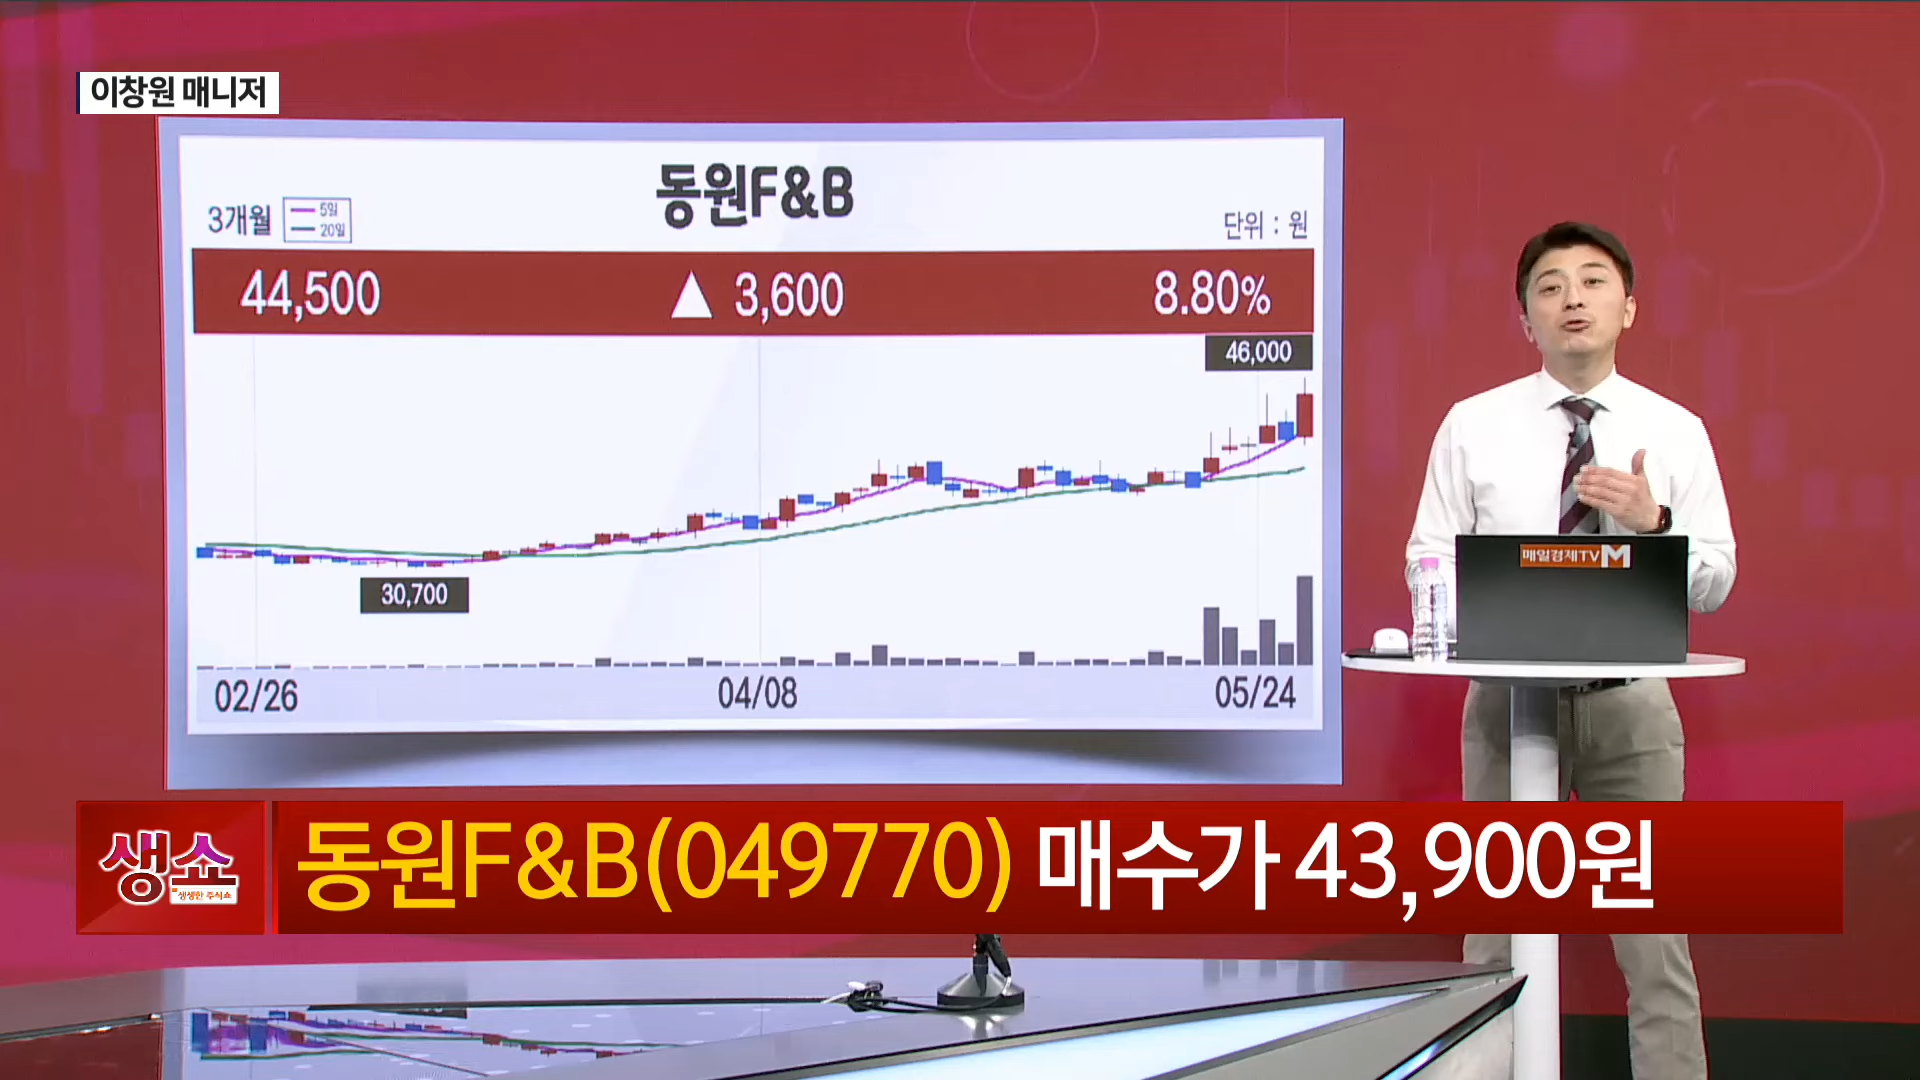 이창원 매니저
동원F&B
3개월
5일
20일
단위 : 원
44,500 ▲ 3,600 8.80%
46,000
30,700
02/26 04/08 05/24
매일경제TV M
생쇼
생생한 주식쇼
동원F&B(049770) 매수가 43,900원